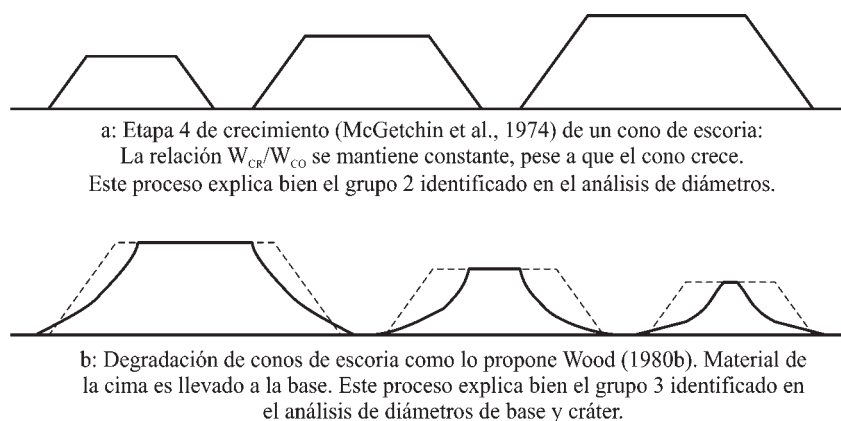 a: Etapa 4 de crecimiento (McGetchin et al., 1974) de un cono de escoria:
La relación W_CR/W_CO se mantiene constante, pese a que el cono crece.
Este proceso explica bien el grupo 2 identificado en el análisis de diámetros.
b: Degradación de conos de escoria como lo propone Wood (1980b). Material de
la cima es llevado a la base. Este proceso explica bien el grupo 3 identificado en
el análisis de diámetros de base y cráter.